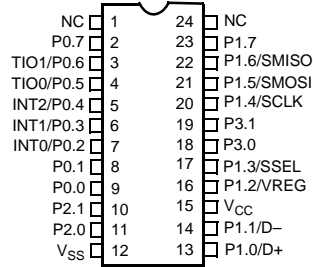 NC 1 24 NC
P0.7 2 23 P1.7
TIO1/P0.6 3 22 P1.6/SMISO
TIO0/P0.5 4 21 P1.5/SMOSI
INT2/P0.4 5 20 P1.4/SCLK
INT1/P0.3 6 19 P3.1
INT0/P0.2 7 18 P3.0
P0.1 8 17 P1.3/SSEL
P0.0 9 16 P1.2/VREG
P2.1 10 15 VCC
P2.0 11 14 P1.1/D–
VSS 12 13 P1.0/D+